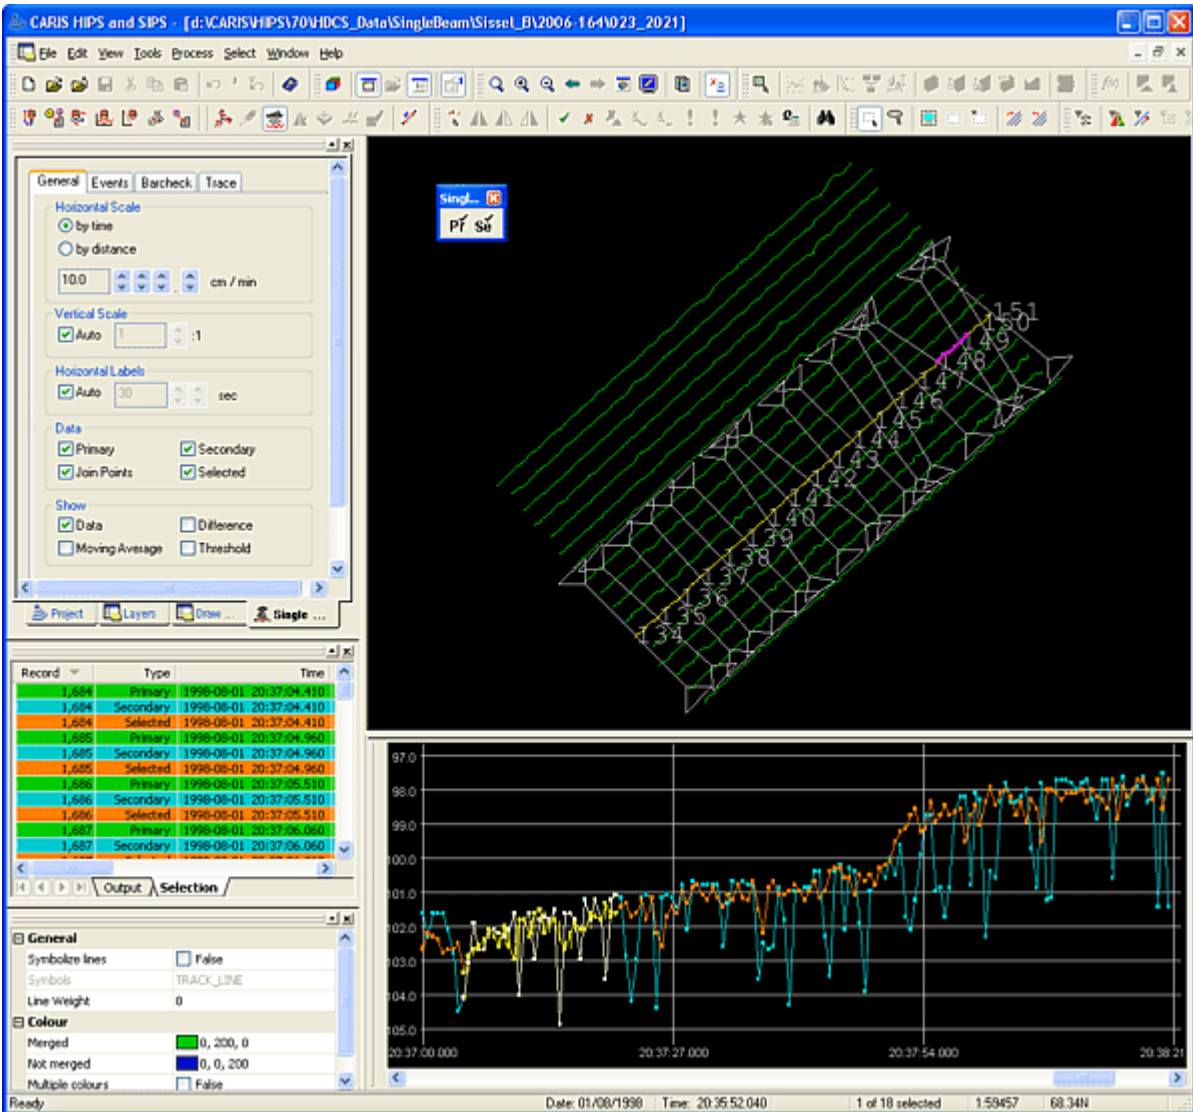 CARIS HIPS and SIPS - [d:\CARIS\HIPS\70\HDCS_Data\SingleBeam\Sissel_B\2006-164\023_2021]
File Edit View Tools Process Select Window Help
General Events Barcheck Trace
Horizontal Scale
by time
by distance
10.0 cm / min
Vertical Scale
Auto 1 :1
Horizontal Labels
Auto 30 sec
Data
Primary Secondary
Join Points Selected
Show
Data Difference
Moving Average Threshold
Project Layers Draw ... Single ...
Singl...
Pr Se
151
150
149
148
147
146
145
144
143
142
141
140
139
138
137
136
135
134
Record Type Time
1,684 Primary 1998-08-01 20:37:04.410
1,684 Secondary 1998-08-01 20:37:04.410
1,684 Selected 1998-08-01 20:37:04.410
1,685 Primary 1998-08-01 20:37:04.960
1,685 Secondary 1998-08-01 20:37:04.960
1,685 Selected 1998-08-01 20:37:04.960
1,686 Primary 1998-08-01 20:37:05.510
1,686 Secondary 1998-08-01 20:37:05.510
1,686 Selected 1998-08-01 20:37:05.510
1,687 Primary 1998-08-01 20:37:06.060
1,687 Secondary 1998-08-01 20:37:06.060
Output Selection
General
Symbolize lines False
Symbols TRACK_LINE
Line Weight 0
Colour
Merged 0, 200, 0
Not merged 0, 0, 200
Multiple colours False
97.0
98.0
99.0
100.0
101.0
102.0
103.0
104.0
105.0
20:37:00.000 20:37:27.000 20:37:54.000 20:38:21
Ready Date: 01/08/1998 Time: 20:35:52.040 1 of 18 selected 1:59457 68.34N